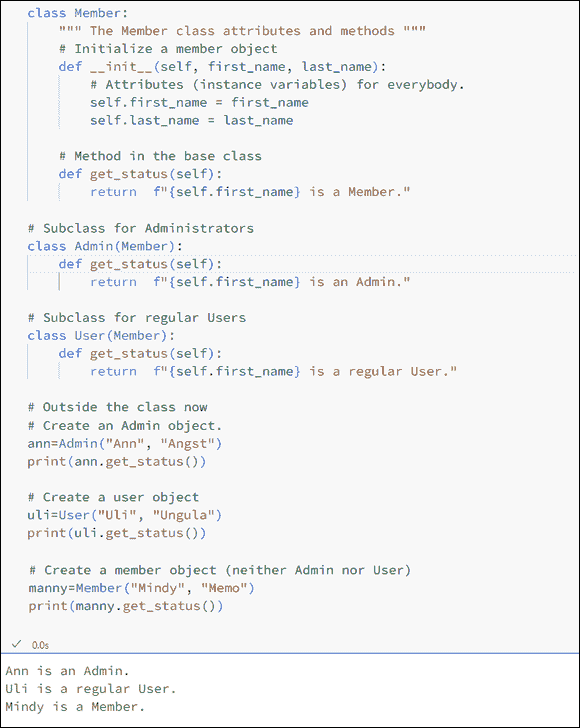 class Member:
    """ The Member class attributes and methods """
    # Initialize a member object
    def __init__(self, first_name, last_name):
        # Attributes (instance variables) for everybody.
        self.first_name = first_name
        self.last_name = last_name
    # Method in the base class
    def get_status(self):
        return  f"{self.first_name} is a Member."
# Subclass for Administrators
class Admin(Member):
    def get_status(self):
        return  f"{self.first_name} is an Admin."
# Subclass for regular Users
class User(Member):
    def get_status(self):
        return  f"{self.first_name} is a regular User."
# Outside the class now
# Create an Admin object.
ann=Admin("Ann", "Angst")
print(ann.get_status())
# Create a user object
uli=User("Uli", "Ungula")
print(uli.get_status())
# Create a member object (neither Admin nor User)
manny=Member("Mindy", "Memo")
print(manny.get_status())
✓ 0.0s
Ann is an Admin.
Uli is a regular User.
Mindy is a Member.